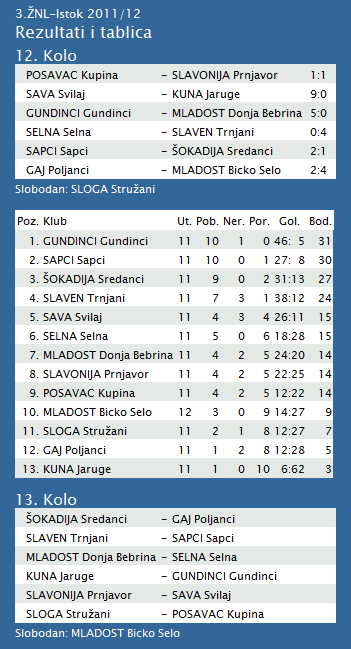 3.ŽNL-Istok 2011/12
Rezultati i tablica
12. Kolo
POSAVAC Kupina - SLAVONIJA Prnjavor 1:1
SAVA Svilaj - KUNA Jaruge 9:0
GUNDINCI Gundinci - MLADOST Donja Bebrina 5:0
SELNA Selna - SLAVEN Trnjani 0:4
SAPCI Sapci - ŠOKADIJA Sredanci 2:1
GAJ Poljanci - MLADOST Bicko Selo 2:4
Slobodan: SLOGA Stružani
Poz. Klub Ut. Pob. Ner. Por. Gol. Bod.
1. GUNDINCI Gundinci 11 10 1 0 46: 5 31
2. SAPCI Sapci 11 10 0 1 27: 8 30
3. ŠOKADIJA Sredanci 11 9 0 2 31:13 27
4. SLAVEN Trnjani 11 7 3 1 38:12 24
5. SAVA Svilaj 11 4 3 4 26:11 15
6. SELNA Selna 11 5 0 6 18:28 15
7. MLADOST Donja Bebrina 11 4 2 5 24:20 14
8. SLAVONIJA Prnjavor 11 4 2 5 22:25 14
9. POSAVAC Kupina 11 4 2 5 12:22 14
10. MLADOST Bicko Selo 12 3 0 9 14:27 9
11. SLOGA Stružani 11 2 1 8 12:27 7
12. GAJ Poljanci 11 1 2 8 12:28 5
13. KUNA Jaruge 11 1 0 10 6:62 3
13. Kolo
ŠOKADIJA Sredanci - GAJ Poljanci
SLAVEN Trnjani - SAPCI Sapci
MLADOST Donja Bebrina - SELNA Selna
KUNA Jaruge - GUNDINCI Gundinci
SLAVONIJA Prnjavor - SAVA Svilaj
SLOGA Stružani - POSAVAC Kupina
Slobodan: MLADOST Bicko Selo